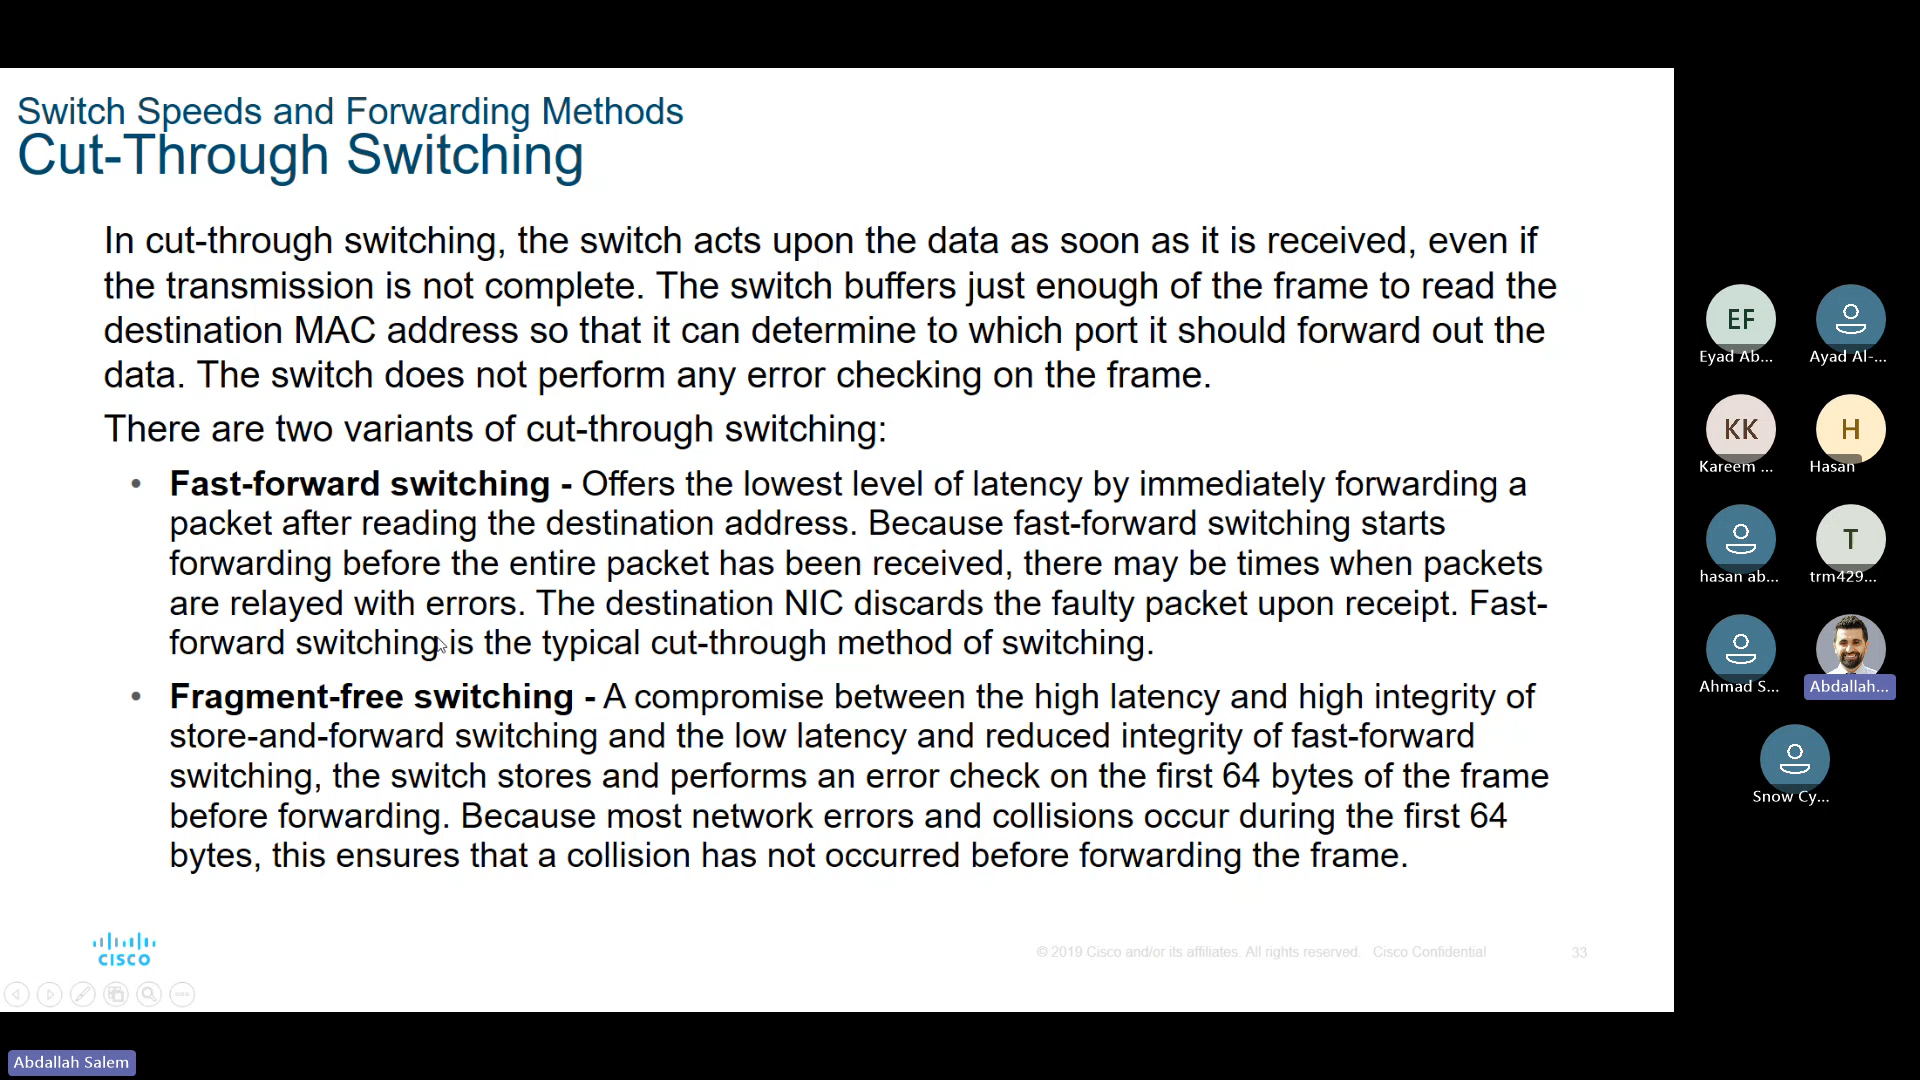 Switch Speeds and Forwarding Methods
Cut-Through Switching
In cut-through switching, the switch acts upon the data as soon as it is received, even if
the transmission is not complete. The switch buffers just enough of the frame to read the
destination MAC address so that it can determine to which port it should forward out the
data. The switch does not perform any error checking on the frame.
There are two variants of cut-through switching:
• Fast-forward switching - Offers the lowest level of latency by immediately forwarding a
packet after reading the destination address. Because fast-forward switching starts
forwarding before the entire packet has been received, there may be times when packets
are relayed with errors. The destination NIC discards the faulty packet upon receipt. Fast-
forward switching is the typical cut-through method of switching.
• Fragment-free switching - A compromise between the high latency and high integrity of
store-and-forward switching and the low latency and reduced integrity of fast-forward
switching, the switch stores and performs an error check on the first 64 bytes of the frame
before forwarding. Because most network errors and collisions occur during the first 64
bytes, this ensures that a collision has not occurred before forwarding the frame.
CISCO
© 2019 Cisco and/or its affiliates. All rights reserved. Cisco Confidential
33
Abdallah Salem
EF
Eyad Ab...
Ayad Al-...
KK
Kareem ...
H
Hasan
hasan ab...
T
trm429...
Ahmad S...
Abdallah...
Snow Cy...